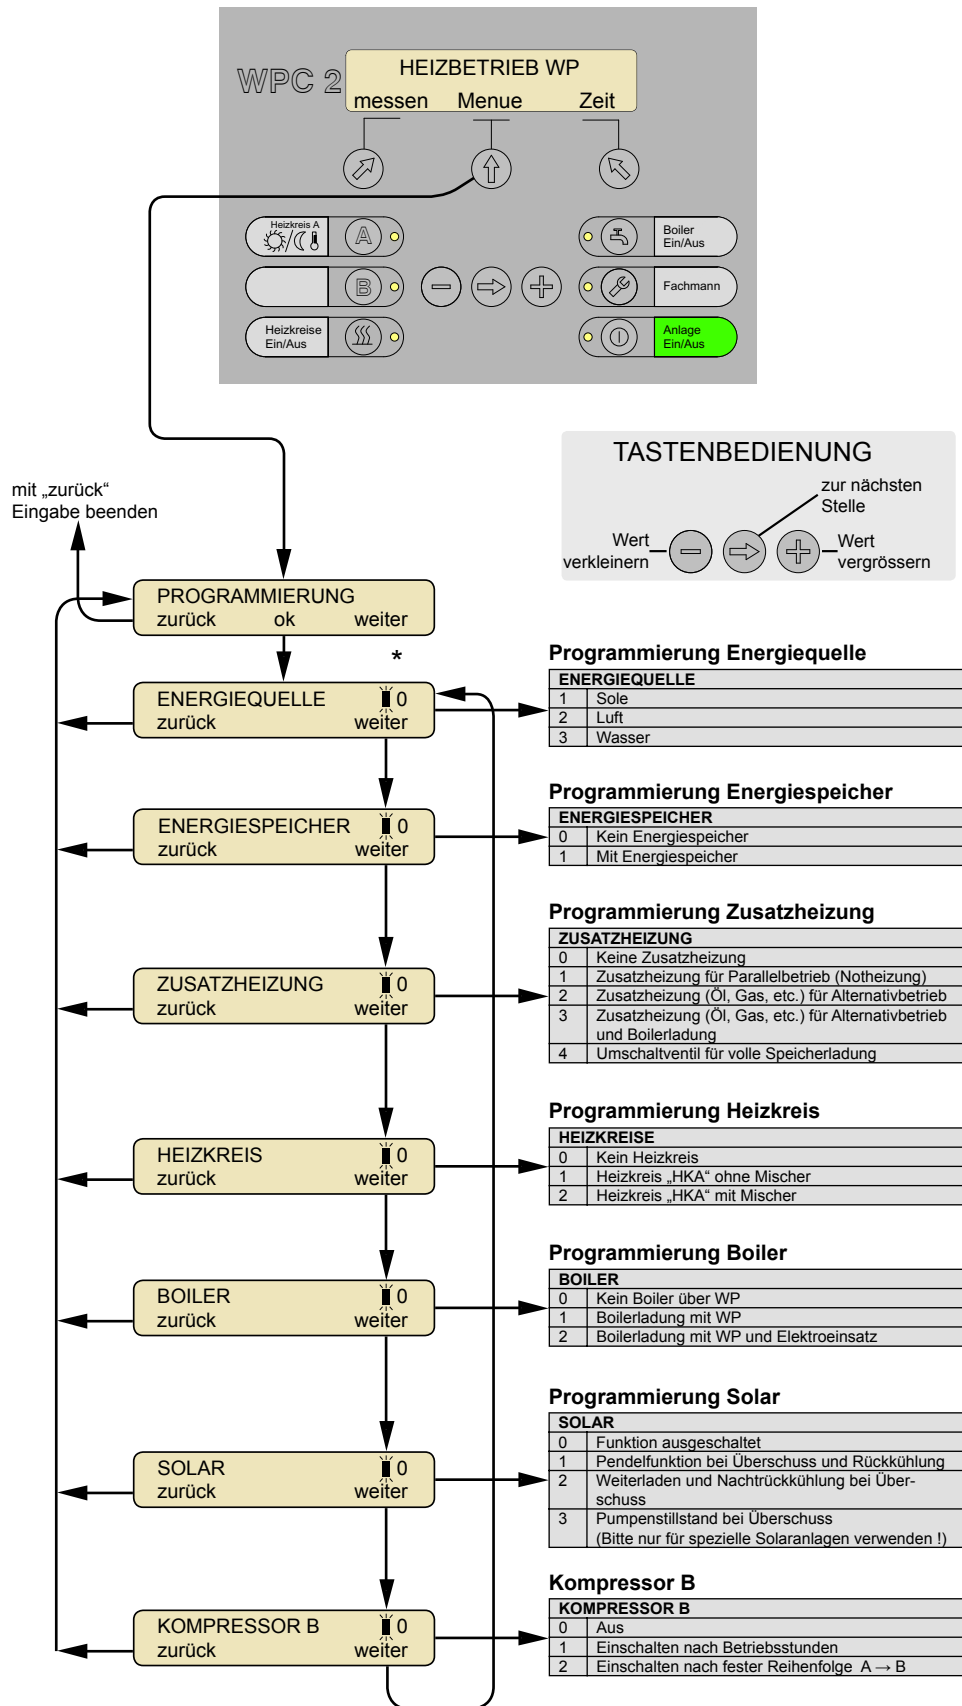 WPC 2
HEIZBETRIEB WP
messen Menue Zeit
Heizkreis A
A
Boiler
Ein/Aus
B
Fachmann
Heizkreise
Ein/Aus
Anlage
Ein/Aus
TASTENBEDIENUNG
zur nächsten
Stelle
Wert
verkleinern
Wert
vergrössern
mit „zurück“
Eingabe beenden
PROGRAMMIERUNG
zurück ok weiter
*
ENERGIEQUELLE 0
zurück weiter
Programmierung Energiequelle
ENERGIEQUELLE
1 Sole
2 Luft
3 Wasser
ENERGIESPEICHER 0
zurück weiter
Programmierung Energiespeicher
ENERGIESPEICHER
0 Kein Energiespeicher
1 Mit Energiespeicher
ZUSATZHEIZUNG 0
zurück weiter
Programmierung Zusatzheizung
ZUSATZHEIZUNG
0 Keine Zusatzheizung
1 Zusatzheizung für Parallelbetrieb (Notheizung)
2 Zusatzheizung (Öl, Gas, etc.) für Alternativbetrieb
3 Zusatzheizung (Öl, Gas, etc.) für Alternativbetrieb
und Boilerladung
4 Umschaltventil für volle Speicherladung
HEIZKREIS 0
zurück weiter
Programmierung Heizkreis
HEIZKREISE
0 Kein Heizkreis
1 Heizkreis „HKA“ ohne Mischer
2 Heizkreis „HKA“ mit Mischer
BOILER 0
zurück weiter
Programmierung Boiler
BOILER
0 Kein Boiler über WP
1 Boilerladung mit WP
2 Boilerladung mit WP und Elektroeinsatz
SOLAR 0
zurück weiter
Programmierung Solar
SOLAR
0 Funktion ausgeschaltet
1 Pendelfunktion bei Überschuss und Rückkühlung
2 Weiterladen und Nachtrückkühlung bei Über-
schuss
3 Pumpenstillstand bei Überschuss
(Bitte nur für spezielle Solaranlagen verwenden !)
KOMPRESSOR B 0
zurück weiter
Kompressor B
KOMPRESSOR B
0 Aus
1 Einschalten nach Betriebsstunden
2 Einschalten nach fester Reihenfolge A → B